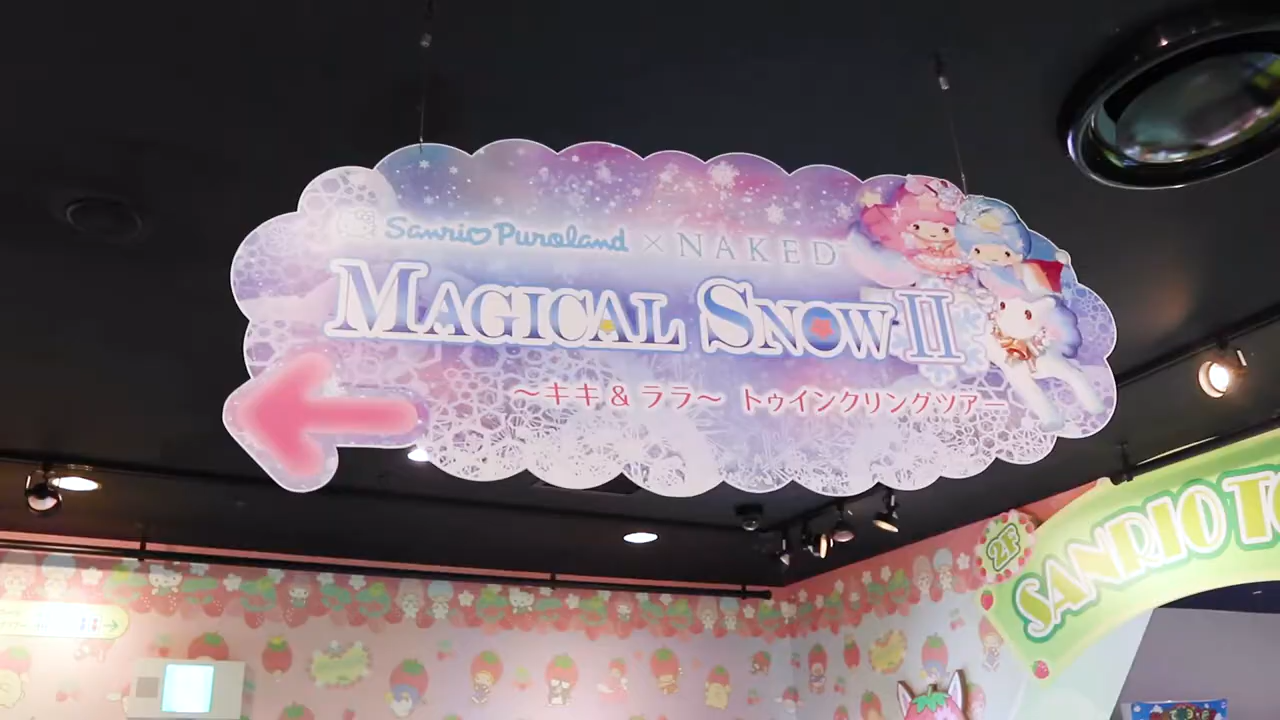 Sanrio Puroland × NAKED
MAGICAL SNOW II
～キキ & ララ～ トゥインクリングツアー
2F
SANRIO